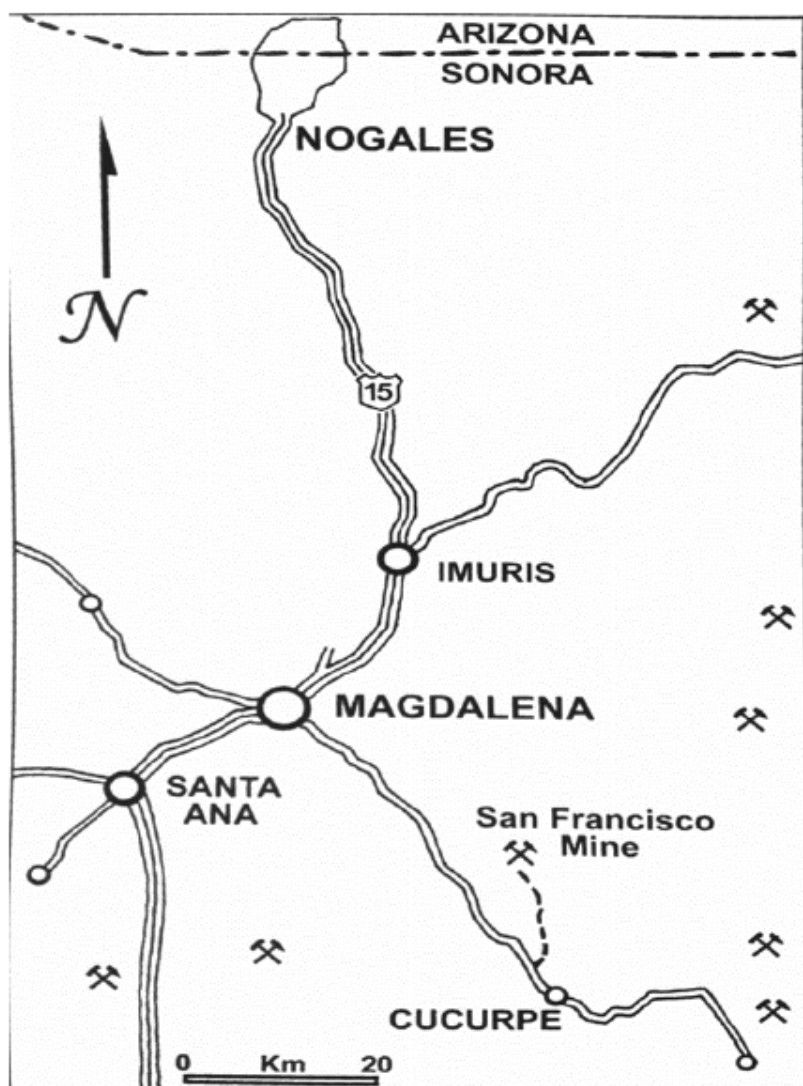 ARIZONA
SONORA
NOGALES
N
15
IMURIS
MAGDALENA
SANTA
ANA
San Francisco
Mine
CUCURPE
0 Km 20